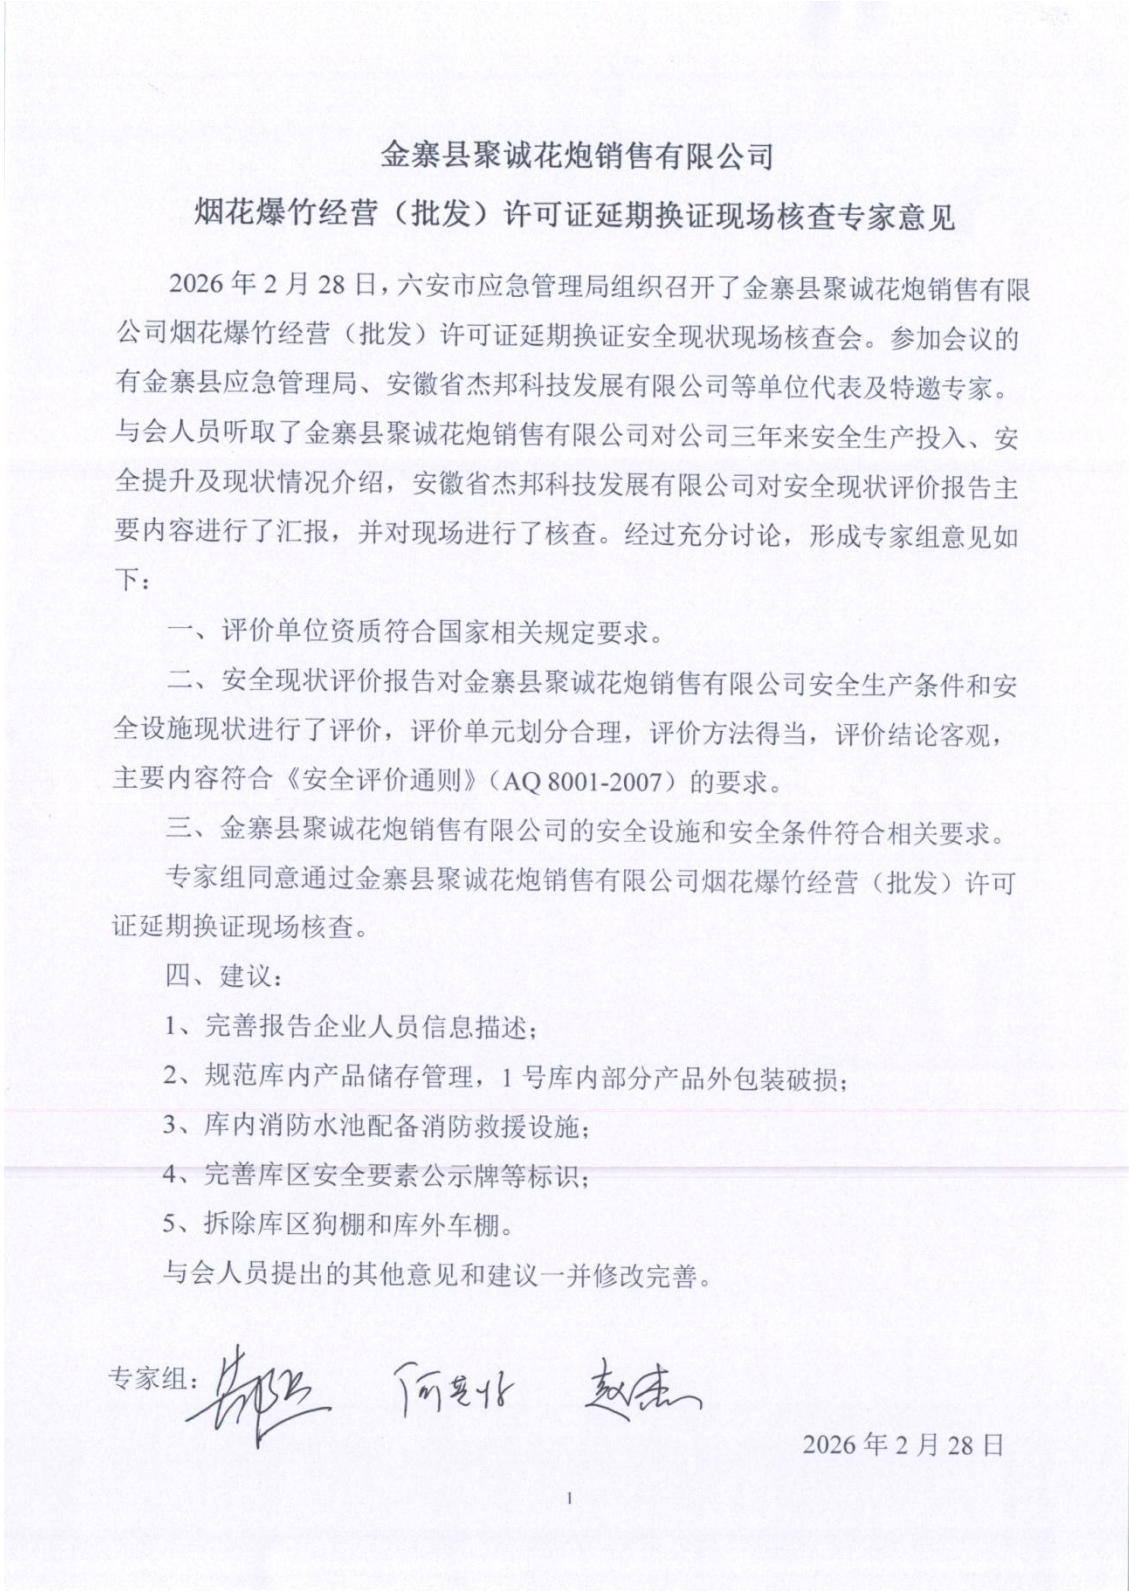 金寨县聚诚花炮销售有限公司
烟花爆竹经营（批发）许可证延期换证现场核查专家意见
2026 年 2 月 28 日，六安市应急管理局组织召开了金寨县聚诚花炮销售有限
公司烟花爆竹经营（批发）许可证延期换证安全现状现场核查会。参加会议的
有金寨县应急管理局、安徽省杰邦科技发展有限公司等单位代表及特邀专家。
与会人员听取了金寨县聚诚花炮销售有限公司对公司三年来安全生产投入、安
全提升及现状情况介绍，安徽省杰邦科技发展有限公司对安全现状评价报告主
要内容进行了汇报，并对现场进行了核查。经过充分讨论，形成专家组意见如
下：
一、评价单位资质符合国家相关规定要求。
二、安全现状评价报告对金寨县聚诚花炮销售有限公司安全生产条件和安
全设施现状进行了评价，评价单元划分合理，评价方法得当，评价结论客观，
主要内容符合《安全评价通则》（AQ 8001-2007）的要求。
三、金寨县聚诚花炮销售有限公司的安全设施和安全条件符合相关要求。
专家组同意通过金寨县聚诚花炮销售有限公司烟花爆竹经营（批发）许可
证延期换证现场核查。
四、建议：
1、完善报告企业人员信息描述；
2、规范库内产品储存管理，1 号库内部分产品外包装破损；
3、库内消防水池配备消防救援设施；
4、完善库区安全要素公示牌等标识；
5、拆除库区狗棚和库外车棚。
与会人员提出的其他意见和建议一并修改完善。
专家组： 赵杰
2026 年 2 月 28 日
1